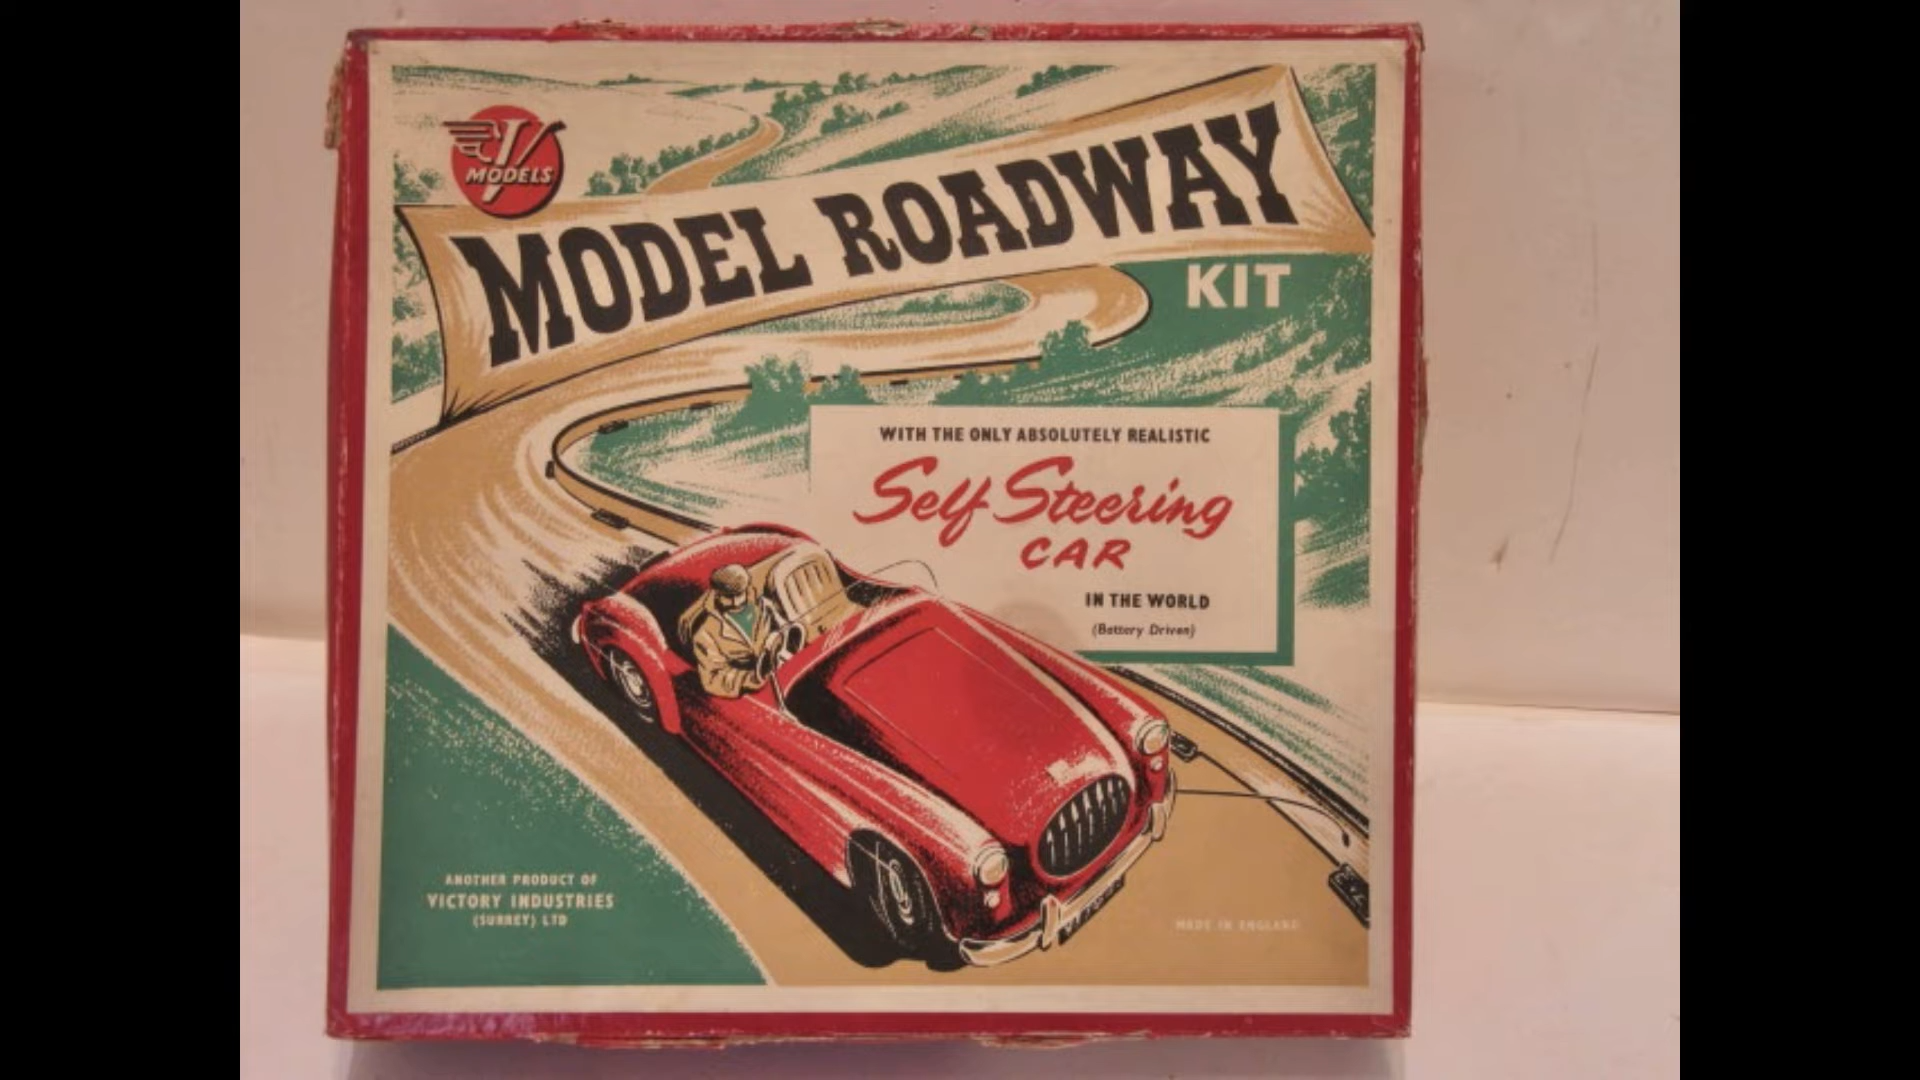 V
MODELS
MODEL ROADWAY
KIT
WITH THE ONLY ABSOLUTELY REALISTIC
Self Steering
CAR
IN THE WORLD
(Battery Driven)
ANOTHER PRODUCT OF
VICTORY INDUSTRIES
(SURREY) LTD
MADE IN ENGLAND